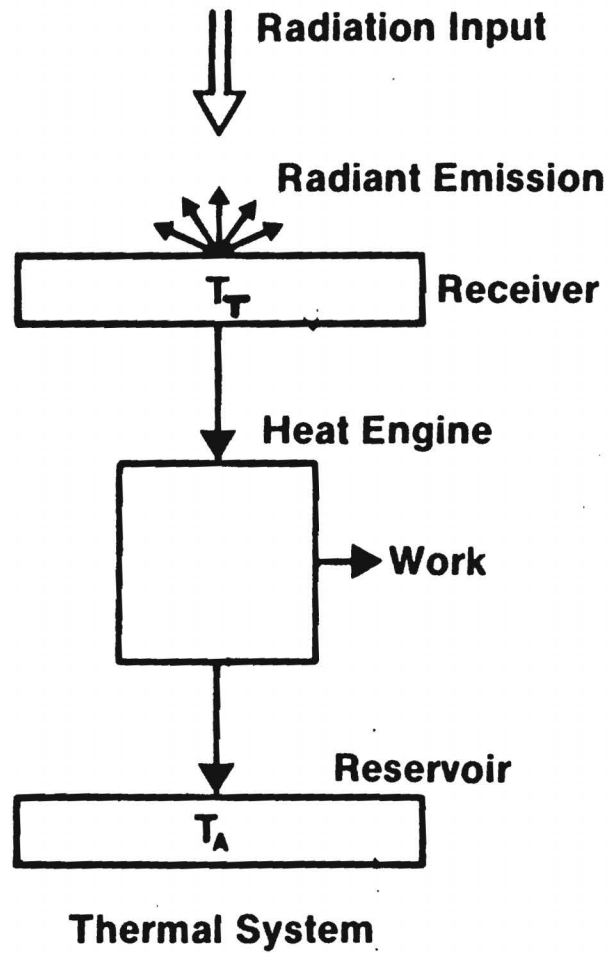 Radiation Input
Radiant Emission
T_T
Receiver
Heat Engine
Work
Reservoir
T_A
Thermal System